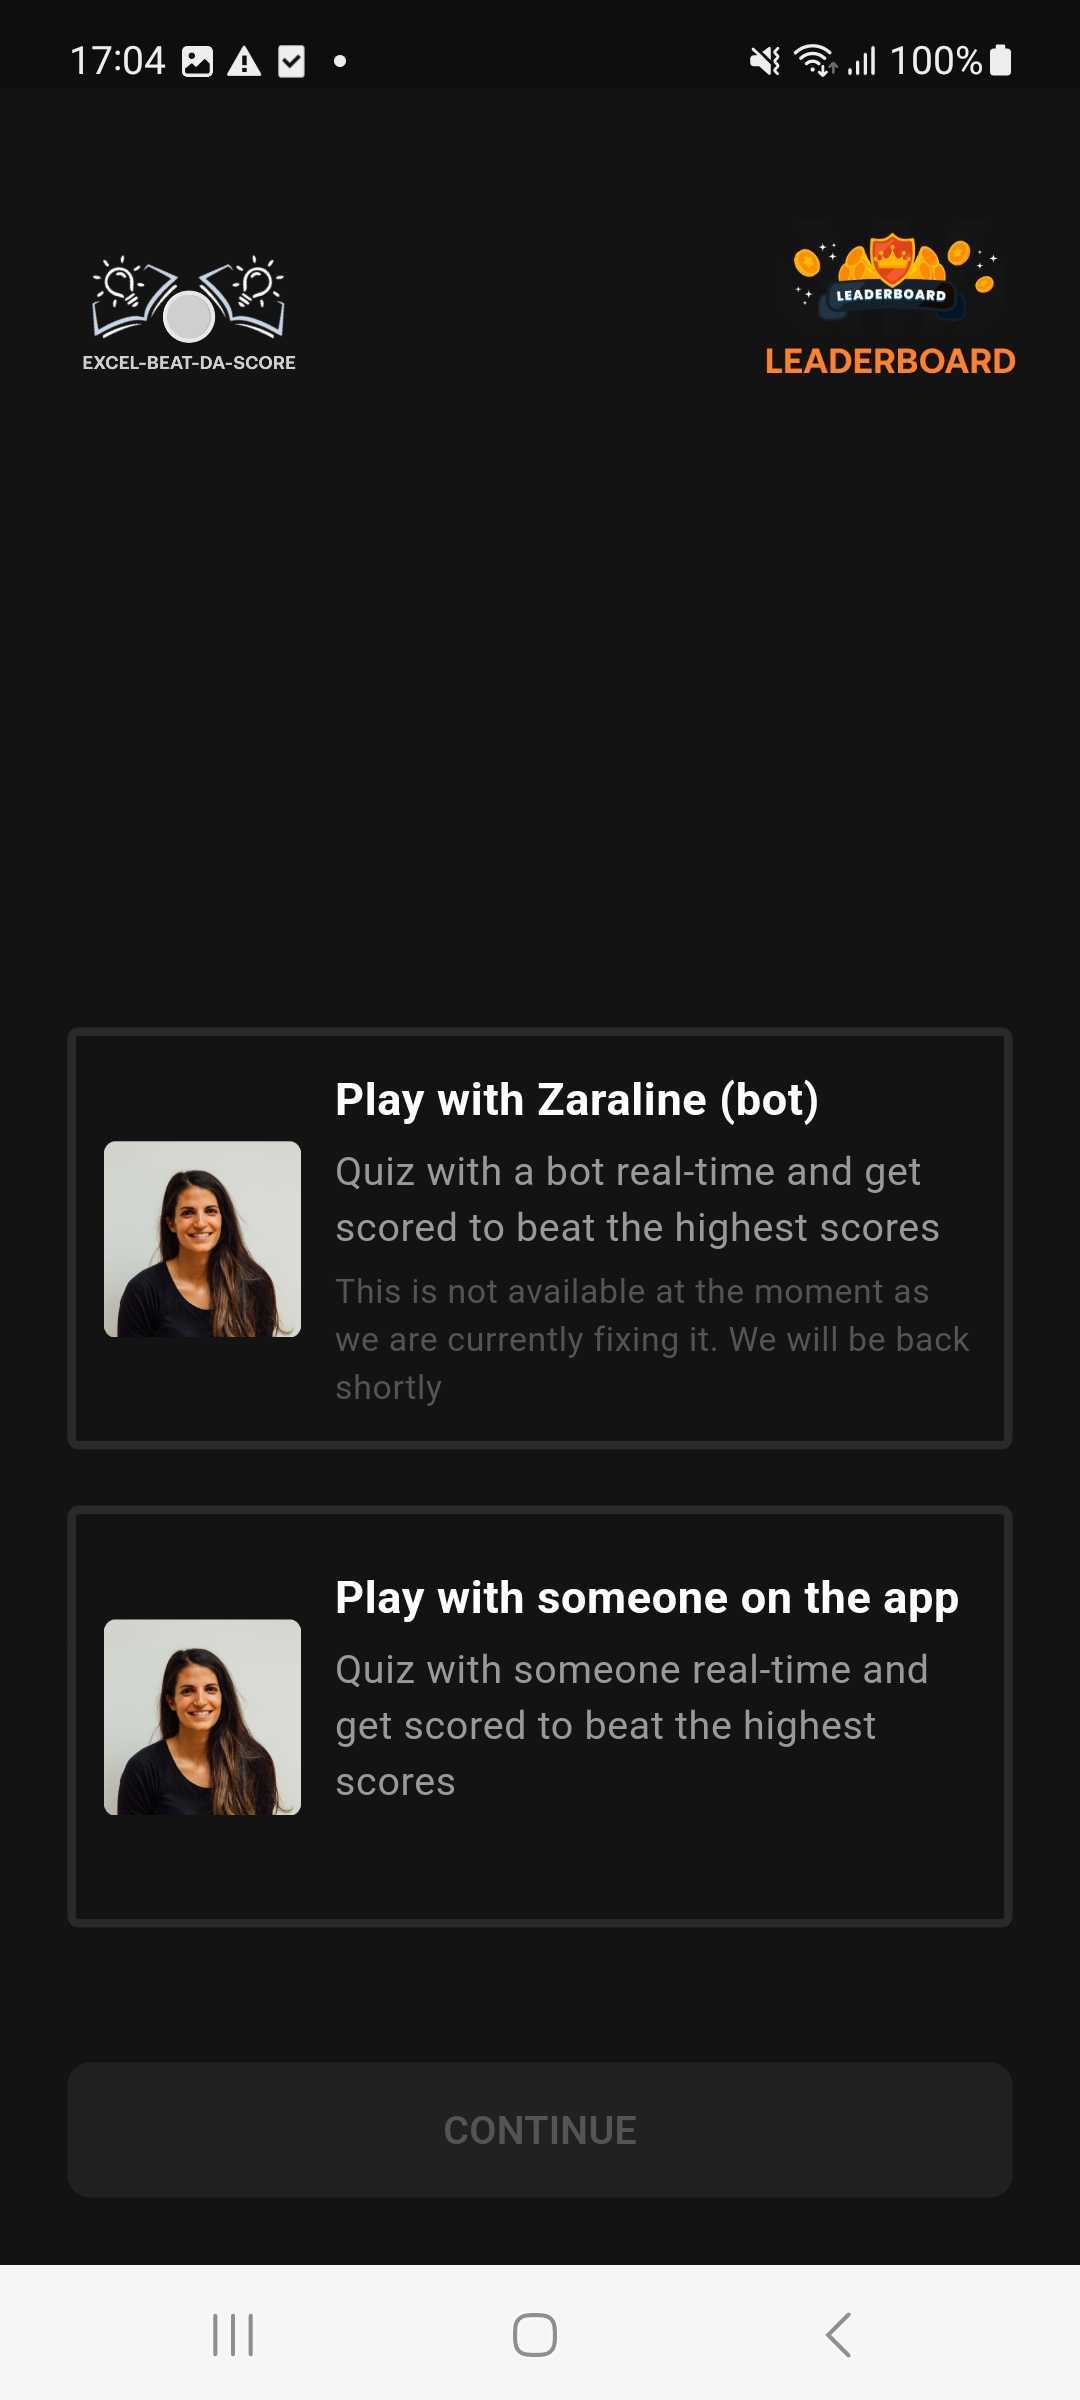 17:04
100%
EXCEL-BEAT-DA-SCORE
LEADERBOARD
LEADERBOARD
Play with Zaraline (bot)
Quiz with a bot real-time and get
scored to beat the highest scores
This is not available at the moment as
we are currently fixing it. We will be back
shortly
Play with someone on the app
Quiz with someone real-time and
get scored to beat the highest
scores
CONTINUE